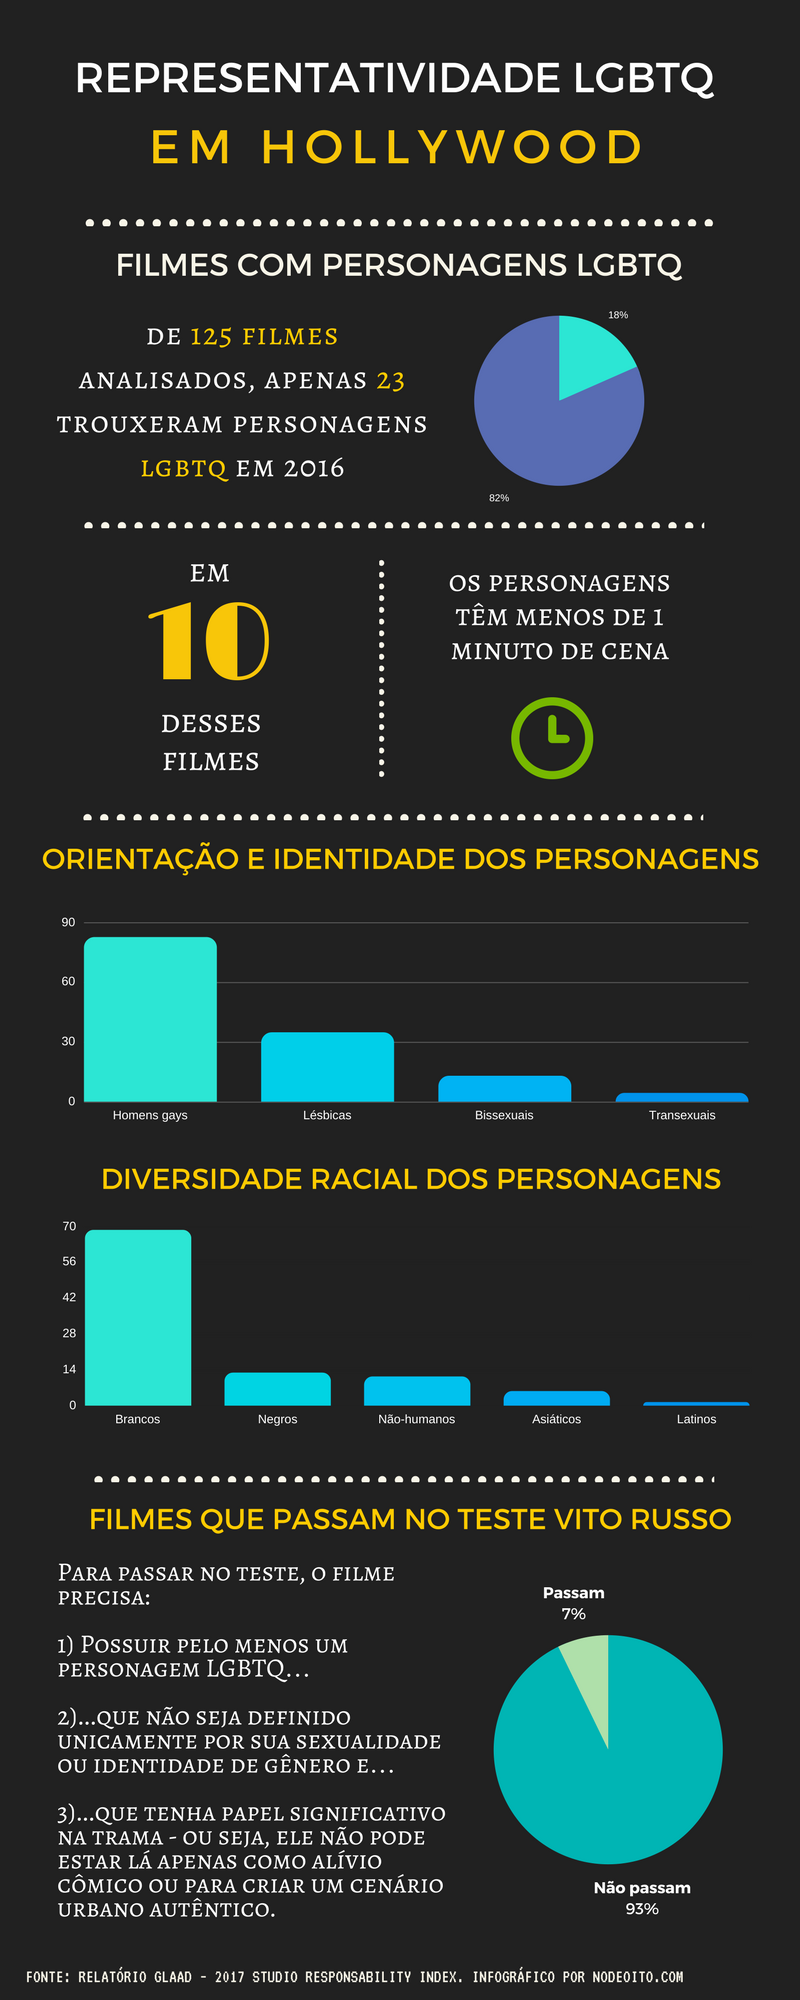 REPRESENTATIVIDADE LGBTQ
EM HOLLYWOOD
FILMES COM PERSONAGENS LGBTQ
DE 125 FILMES
ANALISADOS, APENAS 23
TROUXERAM PERSONAGENS
LGBTQ EM 2016
18%
82%
EM
10
DESSES
FILMES
OS PERSONAGENS
TÊM MENOS DE 1
MINUTO DE CENA
ORIENTAÇÃO E IDENTIDADE DOS PERSONAGENS
90
60
30
0
Homens gays
Lésbicas
Bissexuais
Transexuais
DIVERSIDADE RACIAL DOS PERSONAGENS
70
56
42
28
14
0
Brancos
Negros
Não-humanos
Asiáticos
Latinos
FILMES QUE PASSAM NO TESTE VITO RUSSO
PARA PASSAR NO TESTE, O FILME
PRECISA:
1) POSSUIR PELO MENOS UM
PERSONAGEM LGBTQ...
2)...QUE NÃO SEJA DEFINIDO
UNICAMENTE POR SUA SEXUALIDADE
OU IDENTIDADE DE GÊNERO E...
3)...QUE TENHA PAPEL SIGNIFICATIVO
NA TRAMA - OU SEJA, ELE NÃO PODE
ESTAR LÁ APENAS COMO ALÍVIO
CÔMICO OU PARA CRIAR UM CENÁRIO
URBANO AUTÊNTICO.
Passam
7%
Não passam
93%
FONTE: RELATÓRIO GLAAD - 2017 STUDIO RESPONSABILITY INDEX. INFOGRÁFICO POR NODEOITO.COM